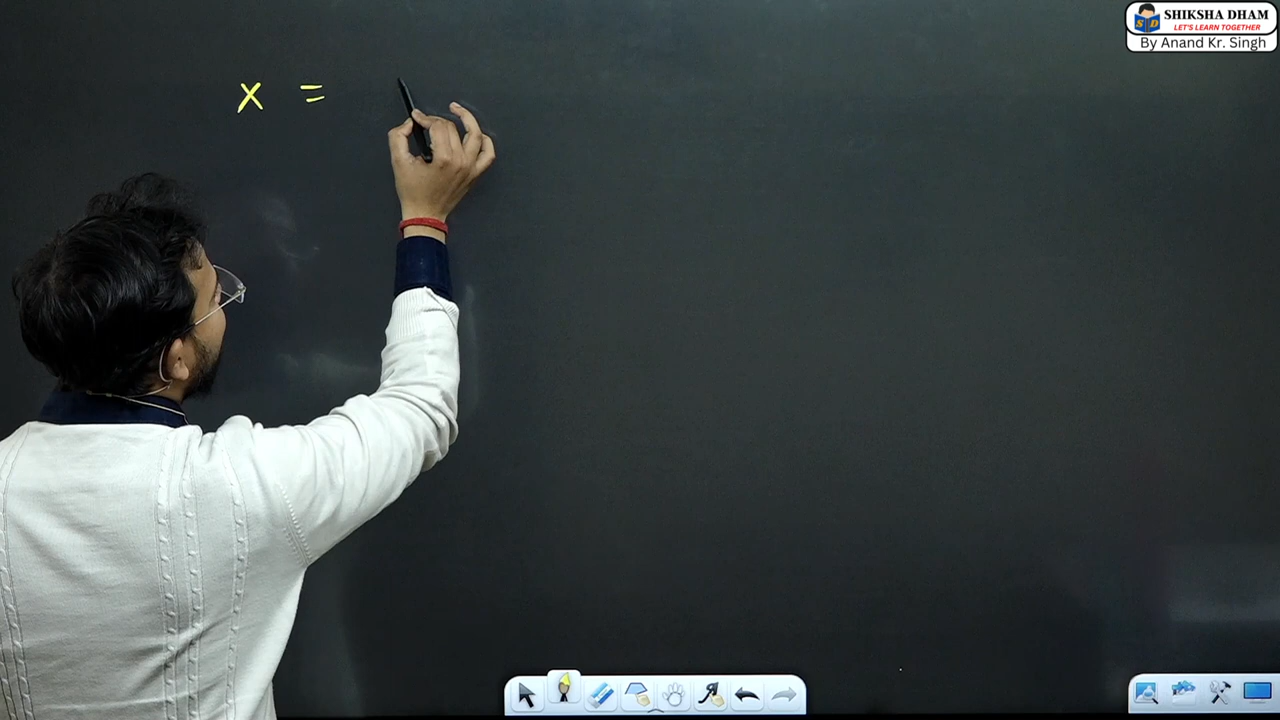 SHIKSHA DHAM
S D
LET'S LEARN TOGETHER
By Anand Kr. Singh
x =